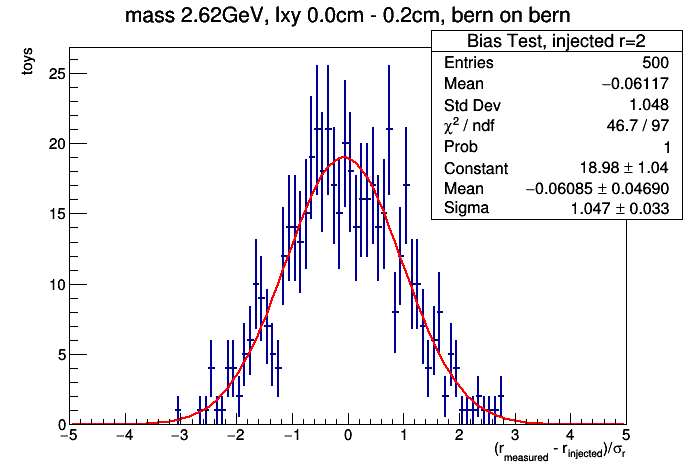 mass 2.62GeV, lxy 0.0cm - 0.2cm, bern on bern
toys
Bias Test, injected r=2
Entries 500
Mean −0.06117
Std Dev 1.048
χ² / ndf 46.7 / 97
Prob 1
Constant 18.98 ± 1.04
Mean −0.06085 ± 0.04690
Sigma 1.047 ± 0.033
25
20
15
10
5
0
−5 −4 −3 −2 −1 0 1 2 3 4 5
(r_measured - r_injected)/σ_r